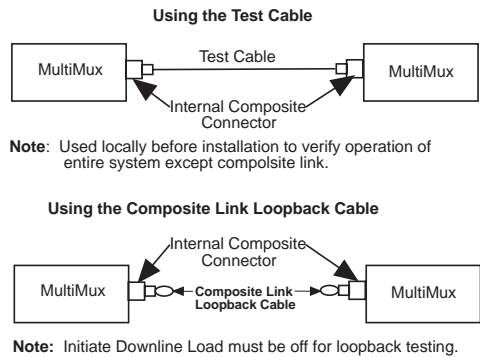 Using the Test Cable
MultiMux
Test Cable
MultiMux
Internal Composite
Connector
Note: Used locally before installation to verify operation of
entire system except compolsite link.
Using the Composite Link Loopback Cable
Internal Composite
Connector
MultiMux
Composite Link
Loopback Cable
MultiMux
Note: Initiate Downline Load must be off for loopback testing.